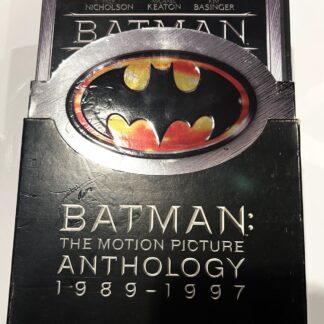 NICHOLSON KEATON BASINGER
BATMAN
BATMAN:
THE MOTION PICTURE
ANTHOLOGY
1989-1997